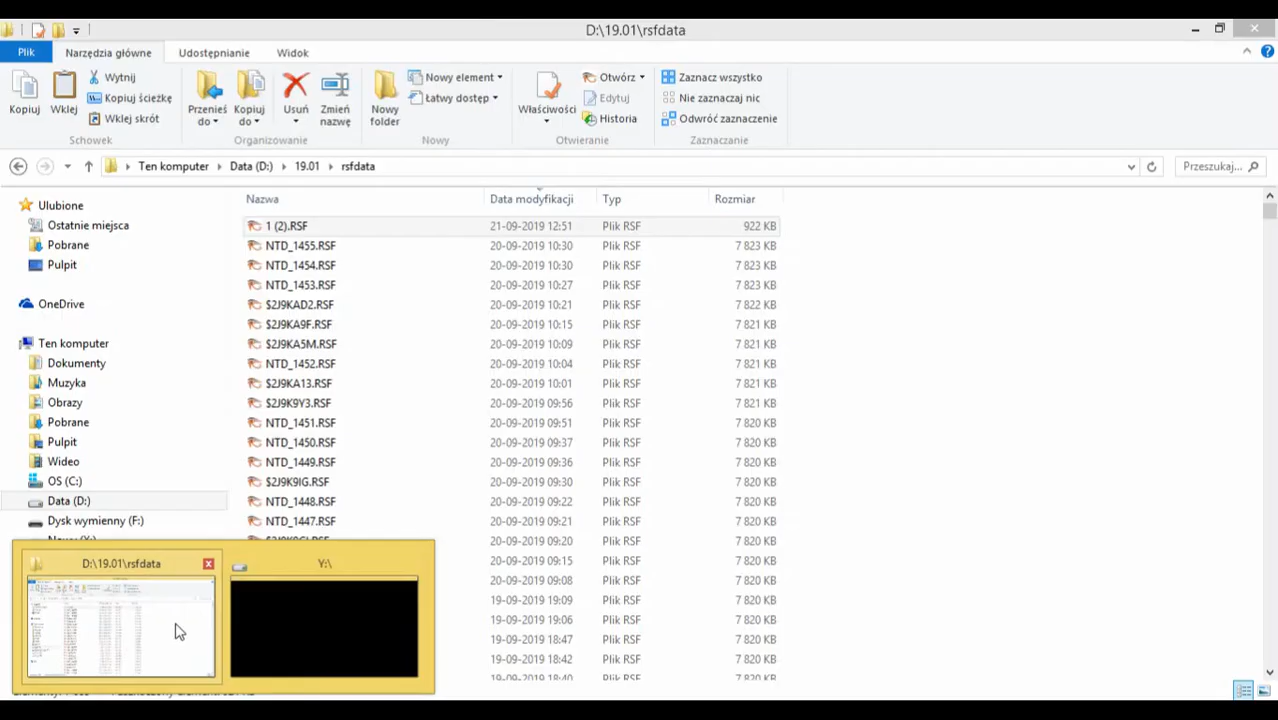 D:\19.01\rsfdata
Plik Narzędzia główne Udostępnianie Widok
Kopiuj
Wklej
Wytnij
Kopiuj ścieżkę
Wklej skrót
Schowek
Przenieś do
Kopiuj do
Usuń
Zmień nazwę
Organizowanie
Nowy folder
Nowy element
Łatwy dostęp
Nowy
Właściwości
Otwórz
Edytuj
Historia
Otwieranie
Zaznacz wszystko
Nie zaznaczaj nic
Odwróć zaznaczenie
Zaznaczanie
Ten komputer Data (D:) 19.01 rsfdata
Przeszukaj...
Ulubione
Ostatnie miejsca
Pobrane
Pulpit
OneDrive
Ten komputer
Dokumenty
Muzyka
Obrazy
Pobrane
Pulpit
Wideo
OS (C:)
Data (D:)
Dysk wymienny (F:)
Nazwa Data modyfikacji Typ Rozmiar
1 (2).RSF 21-09-2019 12:51 Plik RSF 922 KB
NTD_1455.RSF 20-09-2019 10:30 Plik RSF 7 823 KB
NTD_1454.RSF 20-09-2019 10:30 Plik RSF 7 823 KB
NTD_1453.RSF 20-09-2019 10:27 Plik RSF 7 823 KB
$2J9KAD2.RSF 20-09-2019 10:21 Plik RSF 7 822 KB
$2J9KA9F.RSF 20-09-2019 10:15 Plik RSF 7 821 KB
$2J9KA5M.RSF 20-09-2019 10:09 Plik RSF 7 821 KB
NTD_1452.RSF 20-09-2019 10:04 Plik RSF 7 821 KB
$2J9KA13.RSF 20-09-2019 10:01 Plik RSF 7 821 KB
$2J9K9Y3.RSF 20-09-2019 09:56 Plik RSF 7 821 KB
NTD_1451.RSF 20-09-2019 09:51 Plik RSF 7 820 KB
NTD_1450.RSF 20-09-2019 09:37 Plik RSF 7 820 KB
NTD_1449.RSF 20-09-2019 09:36 Plik RSF 7 820 KB
$2J9K9IG.RSF 20-09-2019 09:30 Plik RSF 7 820 KB
NTD_1448.RSF 20-09-2019 09:22 Plik RSF 7 820 KB
NTD_1447.RSF 20-09-2019 09:21 Plik RSF 7 820 KB
20-09-2019 09:20 Plik RSF 7 820 KB
20-09-2019 09:15 Plik RSF 7 820 KB
20-09-2019 09:08 Plik RSF 7 820 KB
19-09-2019 19:09 Plik RSF 7 820 KB
19-09-2019 19:06 Plik RSF 7 820 KB
19-09-2019 18:47 Plik RSF 7 820 KB
19-09-2019 18:42 Plik RSF 7 820 KB
19-09-2019 18:40 Plik RSF 7 820 KB
D:\19.01\rsfdata
Y:\